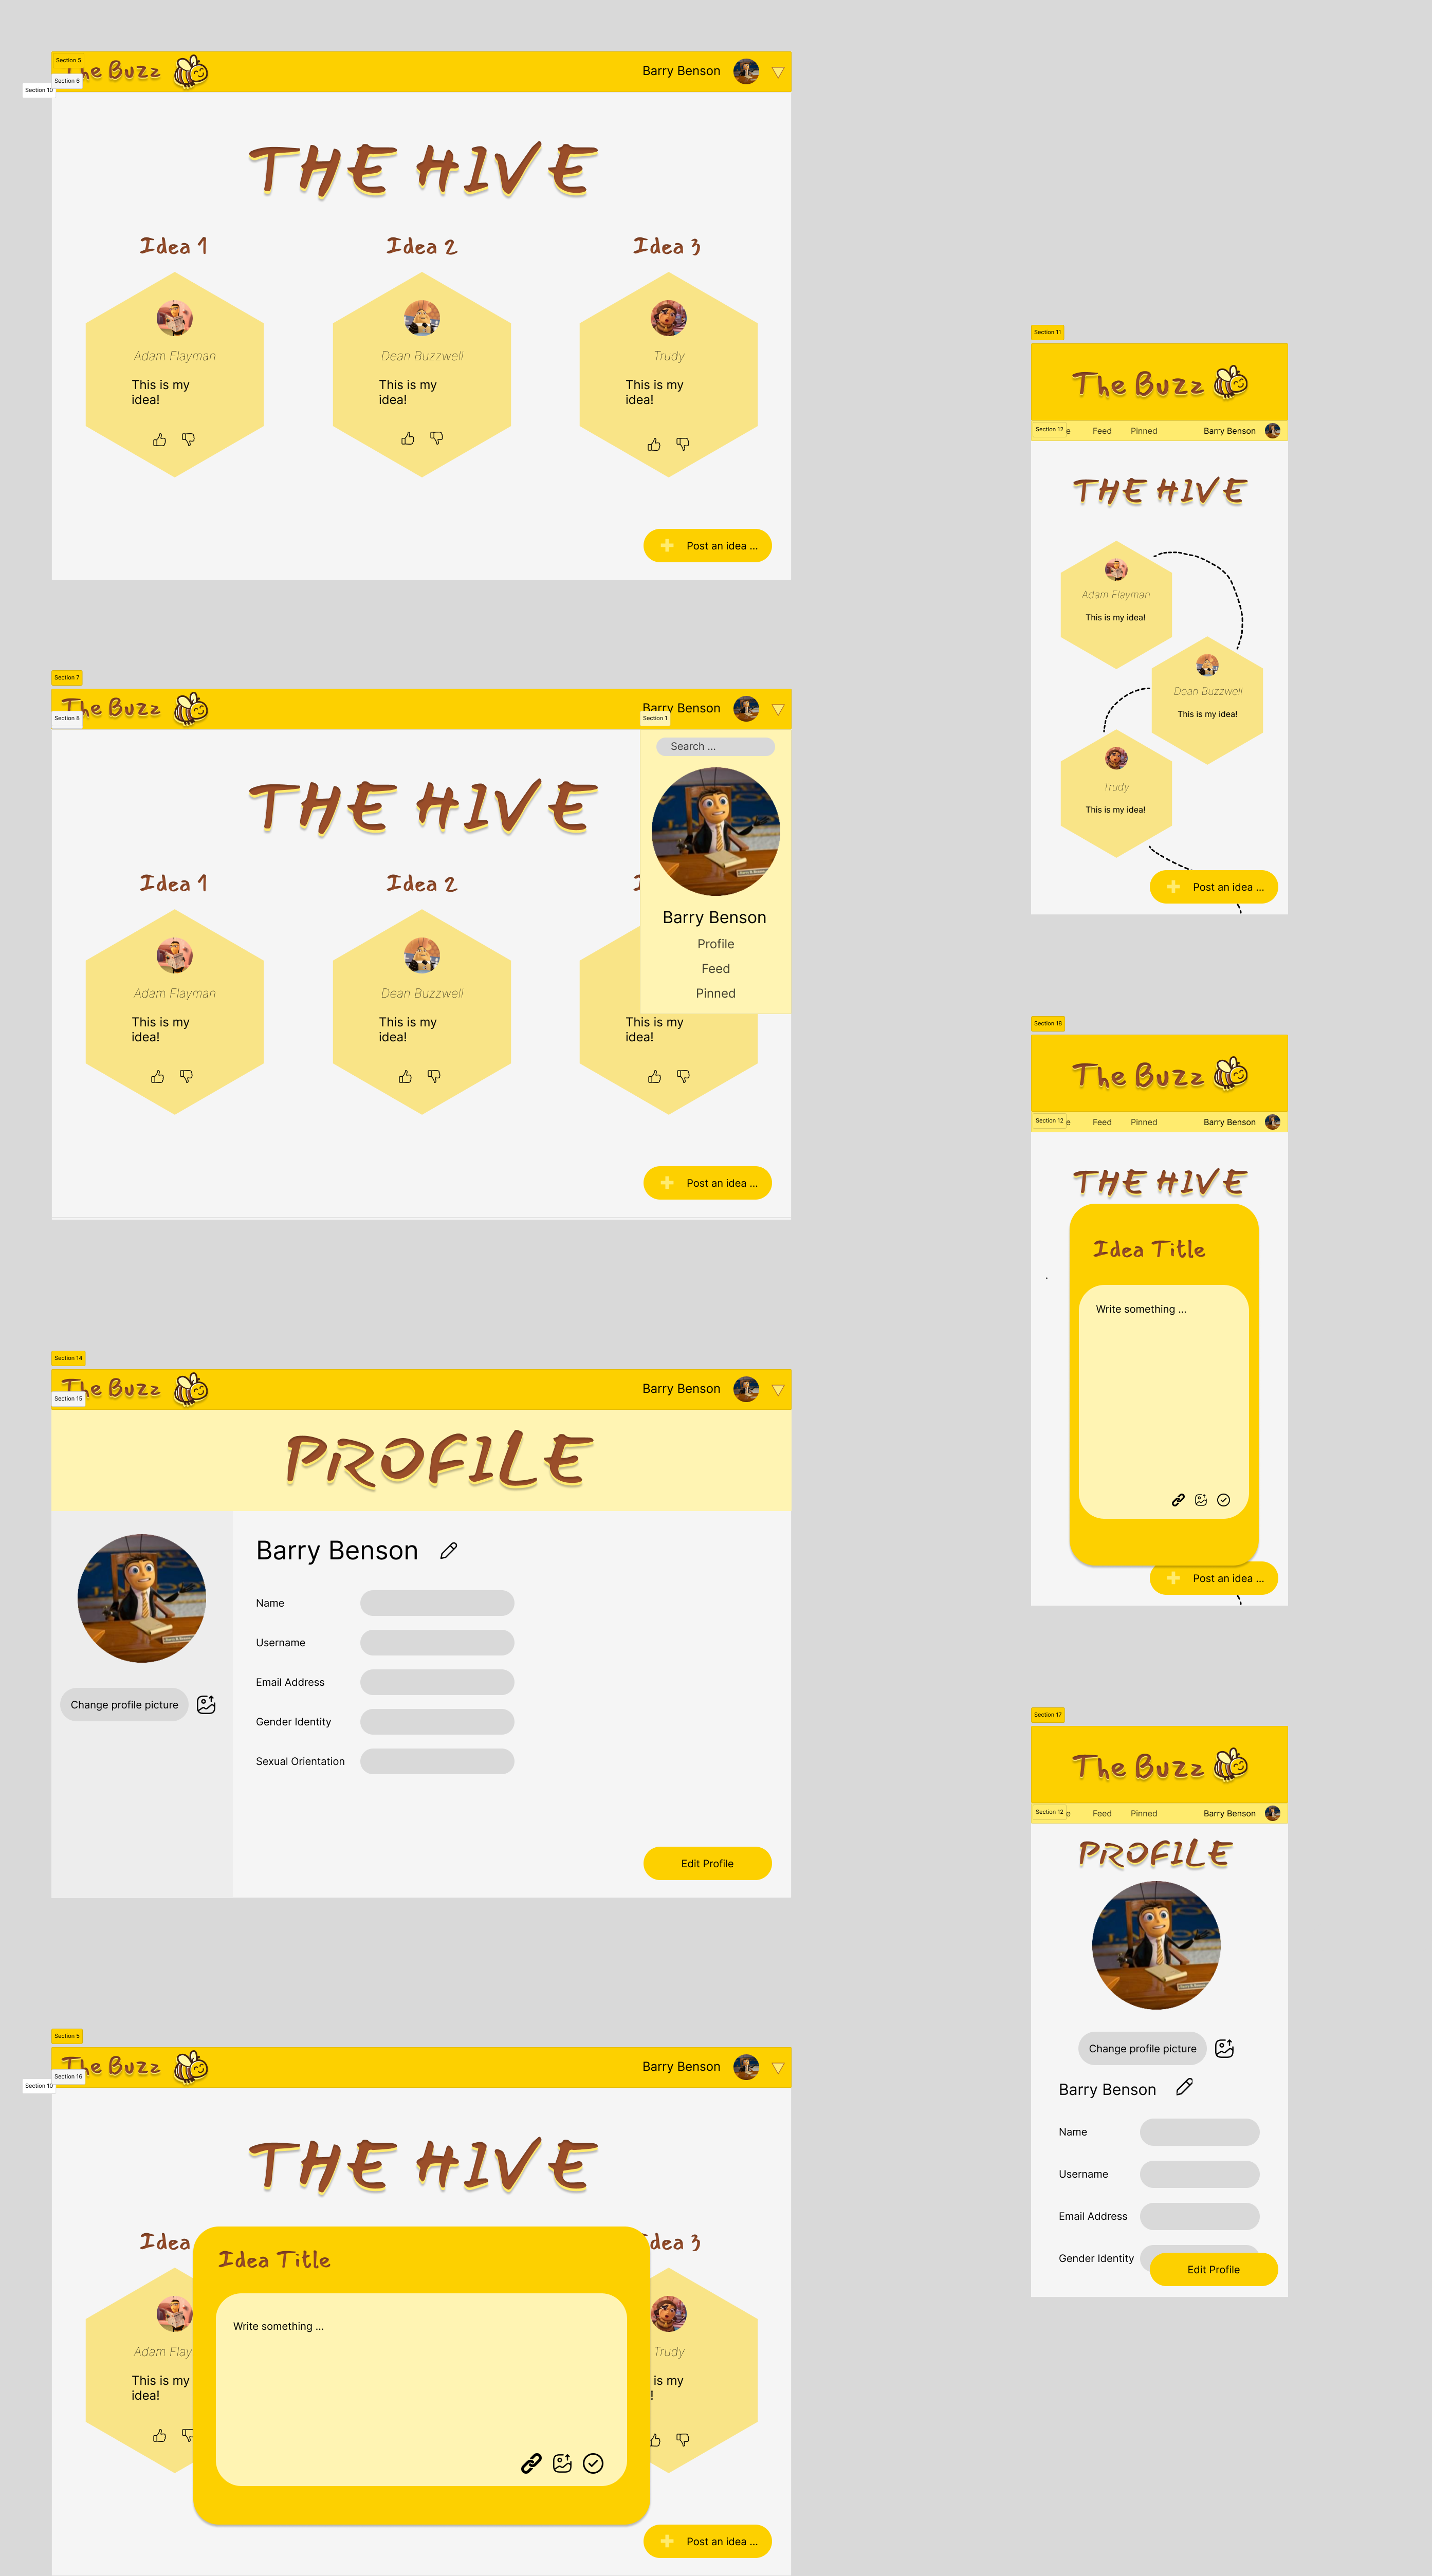 Section 5
The Buzz
Section 6
Section 10
Barry Benson
THE HIVE
Idea 1
Idea 2
Idea 3
Adam Flayman
This is my
idea!
Dean Buzzwell
This is my
idea!
Trudy
This is my
idea!
Post an idea ...
Section 7
The Buzz
Section 8
Barry Benson
Section 1
Search ...
THE HIVE
Barry Benson
Profile
Feed
Pinned
Idea 1
Idea 2
Adam Flayman
This is my
idea!
Dean Buzzwell
This is my
idea!
This is my
idea!
Post an idea ...
Section 14
The Buzz
Section 15
Barry Benson
PROFILE
Change profile picture
Barry Benson
Name
Username
Email Address
Gender Identity
Sexual Orientation
Edit Profile
Section 5
The Buzz
Section 16
Section 10
Barry Benson
THE HIVE
Idea
dea 3
Idea Title
Write something ...
Adam Flay
This is my
idea!
Trudy
is my
!
Post an idea ...
Section 11
The Buzz
Section 12
e
Feed
Pinned
Barry Benson
THE HIVE
Adam Flayman
This is my idea!
Dean Buzzwell
This is my idea!
Trudy
This is my idea!
Post an idea ...
Section 18
The Buzz
Section 12
e
Feed
Pinned
Barry Benson
THE HIVE
Idea Title
Write something ...
Post an idea ...
Section 17
The Buzz
Section 12
e
Feed
Pinned
Barry Benson
PROFILE
Change profile picture
Barry Benson
Name
Username
Email Address
Gender Identity
Edit Profile